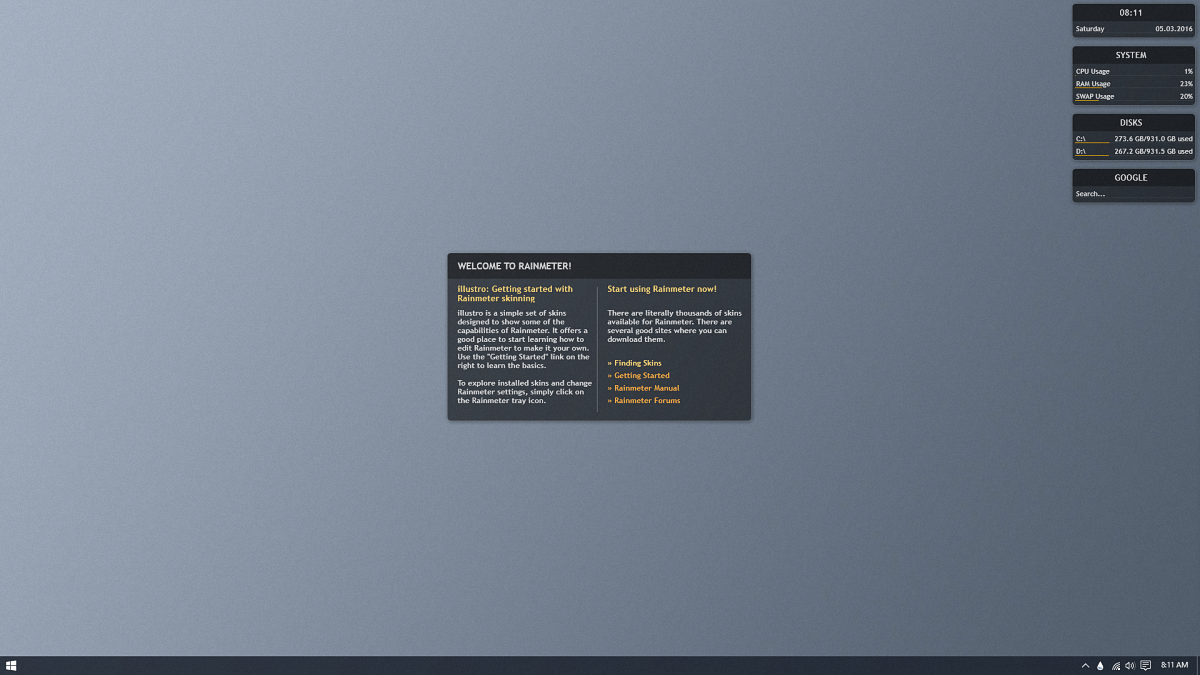 08:11
Saturday 05.03.2016
SYSTEM
CPU Usage 1%
RAM Usage 23%
SWAP Usage 20%
DISKS
C:\ 273.6 GB/931.0 GB used
D:\ 267.2 GB/931.5 GB used
GOOGLE
Search...
WELCOME TO RAINMETER!
illustro: Getting started with
Rainmeter skinning
illustro is a simple set of skins
designed to show some of the
capabilities of Rainmeter. It offers a
good place to start learning how to
edit Rainmeter to make it your own.
Use the "Getting Started" link on the
right to learn the basics.
To explore installed skins and change
Rainmeter settings, simply click on
the Rainmeter tray icon.
Start using Rainmeter now!
There are literally thousands of skins
available for Rainmeter. There are
several good sites where you can
download them.
» Finding Skins
» Getting Started
» Rainmeter Manual
» Rainmeter Forums
8:11 AM